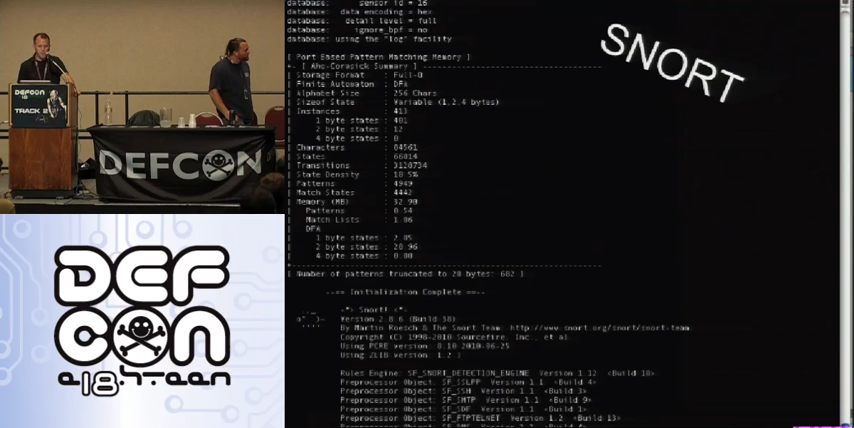 DEFCON
18
TRACK 2
DEFCON
DEF
CON
e18hteen
SNORT
database: sensor id = 16
database: data encoding = hex
database: detail level = full
database: ignore_bpf = no
database: using the "log" facility
[ Port Based Pattern Matching Memory ]
+- [ Aho-Corasick Summary ] -------------------------------------
| Storage Format : Full-Q
| Finite Automaton : DFA
| Alphabet Size : 256 Chars
| Sizeof State : Variable (1,2,4 bytes)
| Instances : 413
| 1 byte states : 401
| 2 byte states : 12
| 4 byte states : 0
| Characters : 84561
| States : 66014
| Transitions : 3128734
| State Density : 18.5%
| Patterns : 4949
| Match States : 4442
| Memory (MB) : 32.90
| Patterns : 0.54
| Match Lists : 1.06
| DFA
| 1 byte states : 2.05
| 2 byte states : 28.96
| 4 byte states : 0.00
+----------------------------------------------------------------
[ Number of patterns truncated to 20 bytes: 602 ]
--== Initialization Complete ==--
,,_ -*> Snort! <*-
o" )~ Version 2.8.6 (Build 38)
'''' By Martin Roesch & The Snort Team: http://www.snort.org/snort/snort-team
Copyright (C) 1998-2010 Sourcefire, Inc., et al.
Using PCRE version: 8.10 2010-06-25
Using ZLIB version: 1.2.3
Rules Engine: SF_SNORT_DETECTION_ENGINE Version 1.12 <Build 18>
Preprocessor Object: SF_SSLPP Version 1.1 <Build 4>
Preprocessor Object: SF_SSH Version 1.1 <Build 3>
Preprocessor Object: SF_SMTP Version 1.1 <Build 9>
Preprocessor Object: SF_SDF Version 1.1 <Build 1>
Preprocessor Object: SF_FTPTELNET Version 1.2 <Build 13>